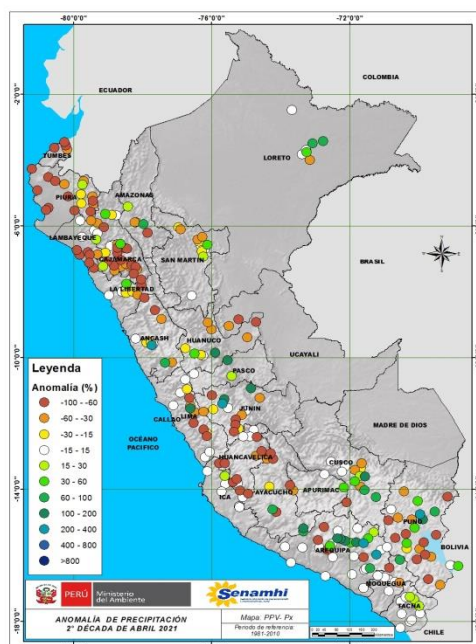 -80°0'0"
-76°0'0"
-72°0'0"
COLOMBIA
ECUADOR
-2°0'0"
LORETO
TUMBES
PIURA
AMAZONAS
-6°0'0"
LAMBAYEQUE
CAJAMARCA
SAN MARTIN
BRASIL
LA LIBERTAD
ANCASH
HUANUCO
UCAYALI
-10°0'0"
PASCO
Leyenda
Anomalía (%)
-100 - -60
-60 - -30
-30 - -15
-15 - 15
15 - 30
30 - 60
60 - 100
100 - 200
200 - 400
400 - 800
>800
LIMA
JUNIN
CALLAO
MADRE DE DIOS
OCÉANO
PACIFICO
HUANCAVELICA
CUSCO
-14°0'0"
ICA
AYACUCHO
APURIMAC
PUNO
BOLIVIA
AREQUIPA
MOQUEGUA
TACNA
CHILE
-18°0'0"
PERÚ
Ministerio
del Ambiente
Senamhi
ANOMALÍA DE PRECIPITACIÓN
2° DÉCADA DE ABRIL 2021
Mapa: PPV- Px
Periodo de referencia:
1981-2010